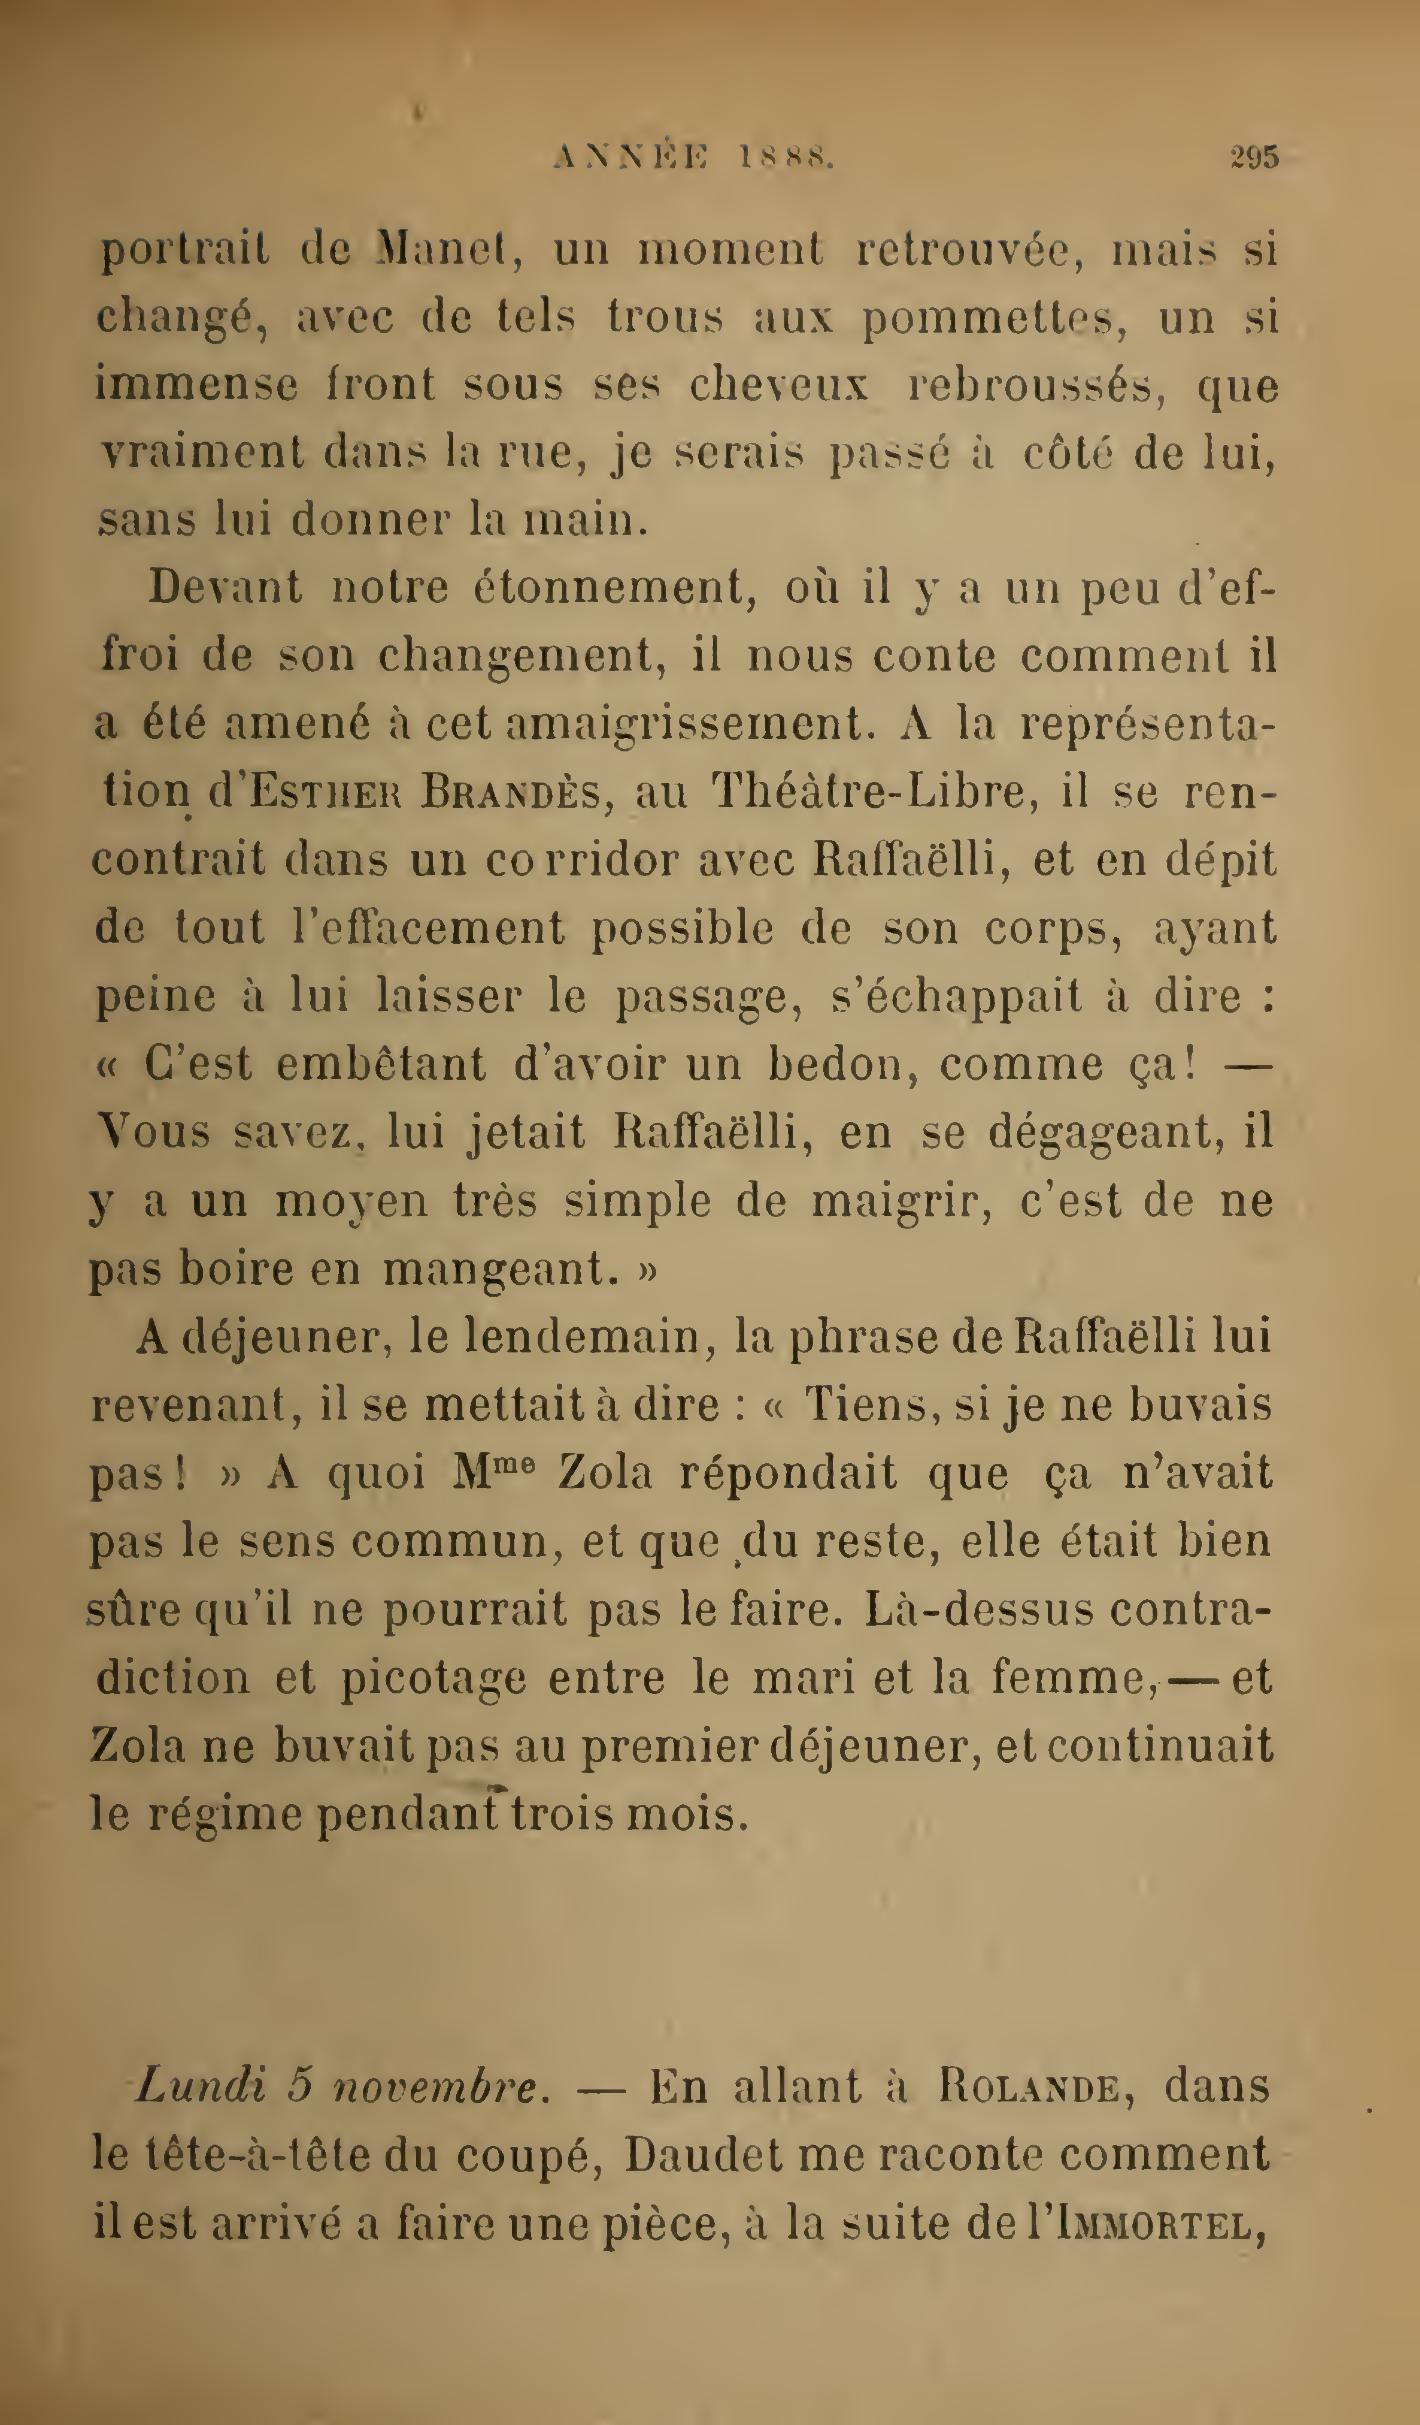 ANNÉE 1888. 295
portrait de Manet, un moment retrouvée, mais si
changé, avec de tels trous aux pommettes, un si
immense front sous ses cheveux rebroussés, que
vraiment dans la rue, je serais passé à côté de lui,
sans lui donner la main.
Devant notre étonnement, où il y a un peu d'ef-
froi de son changement, il nous conte comment il
a été amené à cet amaigrissement. A la représenta-
tion d'ESTHER BRANDÈS, au Théâtre-Libre, il se ren-
contrait dans un corridor avec Raffaëlli, et en dépit
de tout l'effacement possible de son corps, ayant
peine à lui laisser le passage, s'échappait à dire :
« C'est embêtant d'avoir un bedon, comme ça! —
Vous savez, lui jetait Raffaëlli, en se dégageant, il
y a un moyen très simple de maigrir, c'est de ne
pas boire en mangeant. »
A déjeuner, le lendemain, la phrase de Raffaëlli lui
revenant, il se mettait à dire : « Tiens, si je ne buvais
pas! » A quoi Mme Zola répondait que ça n'avait
pas le sens commun, et que du reste, elle était bien
sûre qu'il ne pourrait pas le faire. Là-dessus contra-
diction et picotage entre le mari et la femme, — et
Zola ne buvait pas au premier déjeuner, et continuait
le régime pendant trois mois.
Lundi 5 novembre. — En allant à ROLANDE, dans
le tête-à-tête du coupé, Daudet me raconte comment
il est arrivé a faire une pièce, à la suite de l'IMMORTEL,